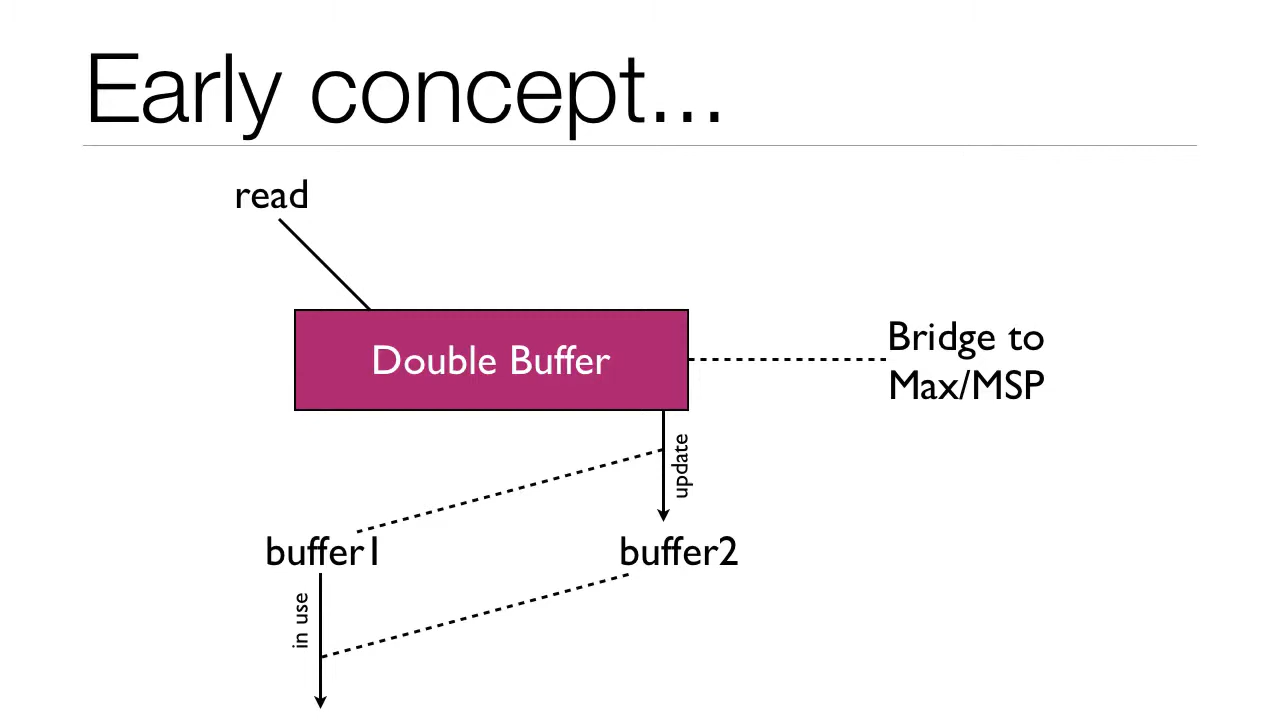 Early concept...
read
Double Buffer
Bridge to
Max/MSP
update
buffer1
buffer2
in use